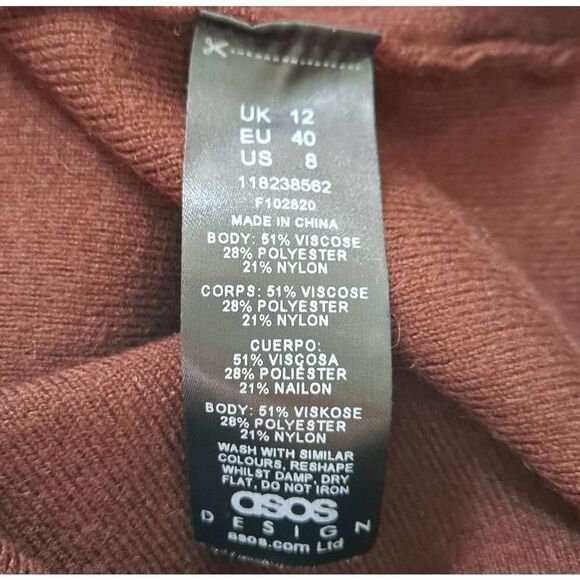 UK 12
EU 40
US 8
118238562
F102820
MADE IN CHINA
BODY: 51% VISCOSE
28% POLYESTER
21% NYLON
CORPS: 51% VISCOSE
28% POLYESTER
21% NYLON
CUERPO:
51% VISCOSA
28% POLIÉSTER
21% NAILON
BODY: 51% VISKOSE
28% POLYESTER
21% NYLON
WASH WITH SIMILAR
COLOURS, RESHAPE
WHILST DAMP, DRY
FLAT, DO NOT IRON
asos
DESIGN
asos.com Ltd